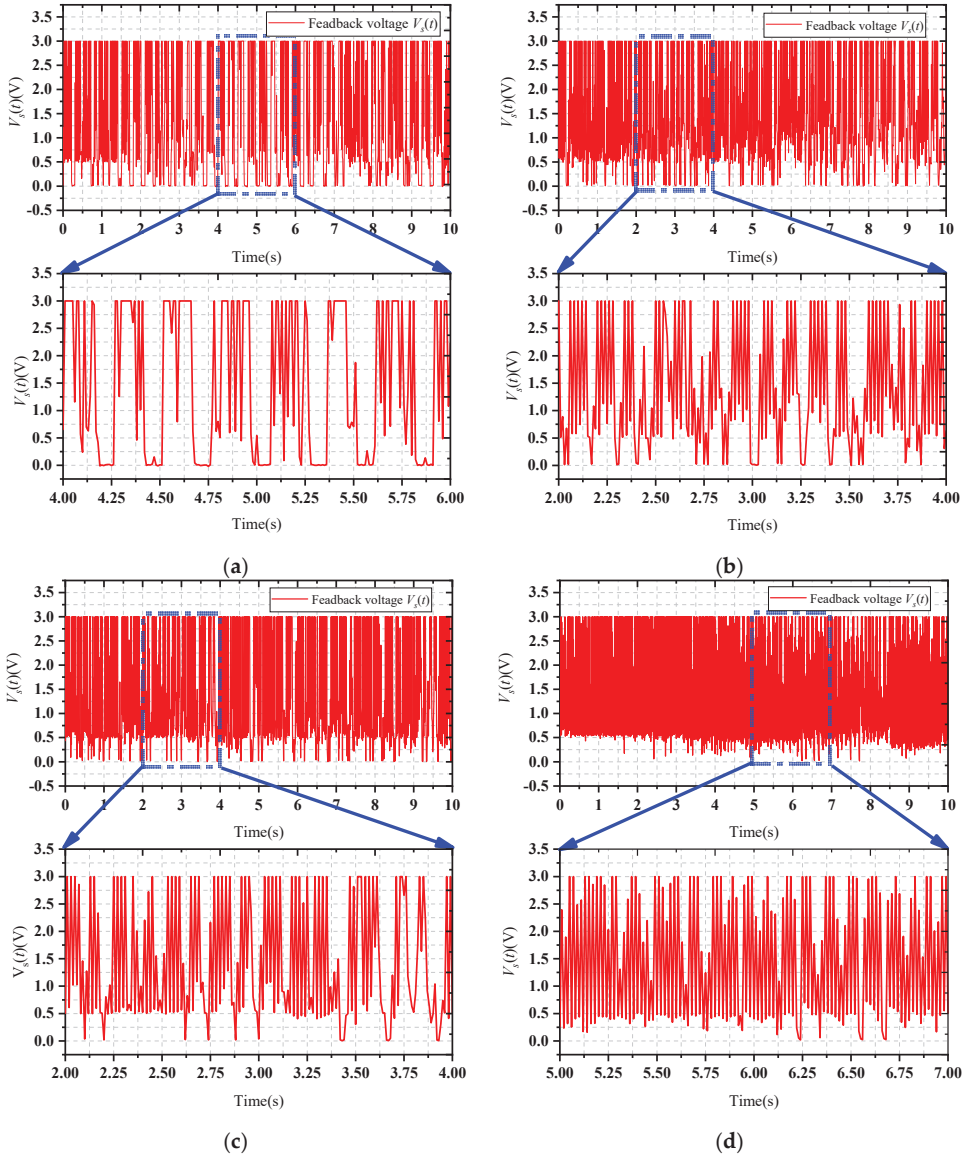 Feadback voltage Vs(t)
Vs(t)(V)
3.5
3.0
2.5
2.0
1.5
1.0
0.5
0.0
-0.5
0 1 2 3 4 5 6 7 8 9 10
Time(s)
Vs(t)(V)
3.5
3.0
2.5
2.0
1.5
1.0
0.5
0.0
4.00 4.25 4.50 4.75 5.00 5.25 5.50 5.75 6.00
Time(s)
(a)
Feadback voltage Vs(t)
Vs(t)(V)
3.5
3.0
2.5
2.0
1.5
1.0
0.5
0.0
-0.5
0 1 2 3 4 5 6 7 8 9 10
Time(s)
Vs(t)(V)
3.5
3.0
2.5
2.0
1.5
1.0
0.5
0.0
2.00 2.25 2.50 2.75 3.00 3.25 3.50 3.75 4.00
Time(s)
(b)
Feadback voltage Vs(t)
Vs(t)(V)
3.5
3.0
2.5
2.0
1.5
1.0
0.5
0.0
-0.5
0 1 2 3 4 5 6 7 8 9 10
Time(s)
Vs(t)(V)
3.5
3.0
2.5
2.0
1.5
1.0
0.5
0.0
2.00 2.25 2.50 2.75 3.00 3.25 3.50 3.75 4.00
Time(s)
(c)
Feadback voltage Vs(t)
Vs(t)(V)
3.5
3.0
2.5
2.0
1.5
1.0
0.5
0.0
-0.5
0 1 2 3 4 5 6 7 8 9 10
Time(s)
Vs(t)(V)
3.5
3.0
2.5
2.0
1.5
1.0
0.5
0.0
5.00 5.25 5.50 5.75 6.00 6.25 6.50 6.75 7.00
Time(s)
(d)